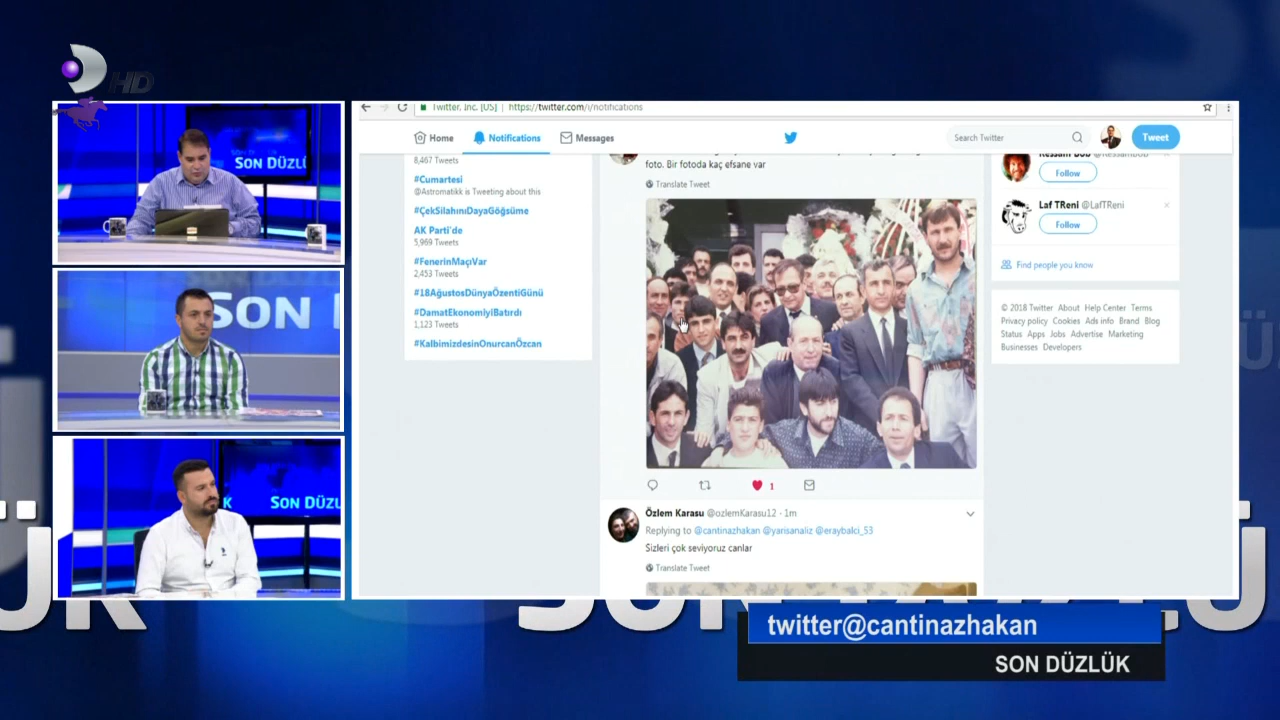 HD
SON DÜZLÜ
SON
K
SON DÜZL
Twitter, Inc. [US] | https://twitter.com/i/notifications
Home
Notifications
Messages
Search Twitter
Tweet
8,467 Tweets
#Cumartesi
@Astromatikk is Tweeting about this
#ÇekSilahınıDayaGöğsüme
AK Parti'de
5,969 Tweets
#FenerinMaçıVar
2,453 Tweets
#18AğustosDünyaÖzentiGünü
#DamatEkonomiyiBatırdı
1,123 Tweets
#KalbimizdesinOnurcanÖzcan
foto. Bir fotoda kaç efsane var
Translate Tweet
1
Özlem Karasu @ozlemKarasu12 · 1m
Replying to @cantinazhakan @yarisanaliz @eraybalci_53
Sizleri çok seviyoruz canlar
Translate Tweet
Ressam Bob @RessamBob
Follow
Laf TReni @LafTReni
Follow
Find people you know
© 2018 Twitter About Help Center Terms
Privacy policy Cookies Ads info Brand Blog
Status Apps Jobs Advertise Marketing
Businesses Developers
twitter@cantinazhakan
SON DÜZLÜK